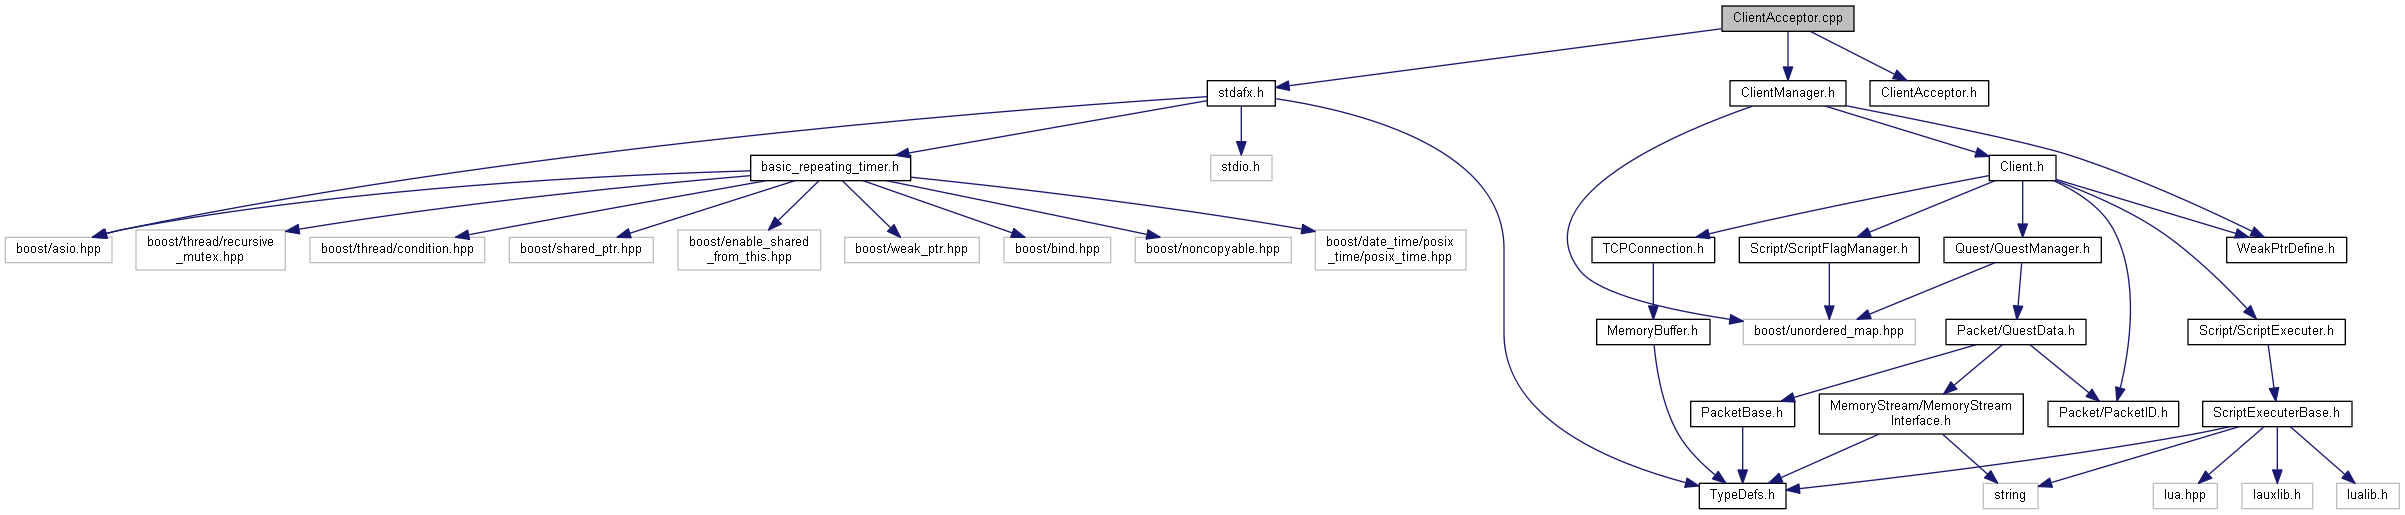 ClientAcceptor.cpp
stdafx.h
ClientManager.h
ClientAcceptor.h
basic_repeating_timer.h
stdio.h
Client.h
boost/asio.hpp
boost/thread/recursive
_mutex.hpp
boost/thread/condition.hpp
boost/shared_ptr.hpp
boost/enable_shared
_from_this.hpp
boost/weak_ptr.hpp
boost/bind.hpp
boost/noncopyable.hpp
boost/date_time/posix
_time/posix_time.hpp
TCPConnection.h
Script/ScriptFlagManager.h
Quest/QuestManager.h
WeakPtrDefine.h
MemoryBuffer.h
boost/unordered_map.hpp
Packet/QuestData.h
Script/ScriptExecuter.h
PacketBase.h
MemoryStream/MemoryStream
Interface.h
Packet/PacketID.h
ScriptExecuterBase.h
TypeDefs.h
string
lua.hpp
lauxlib.h
lualib.h